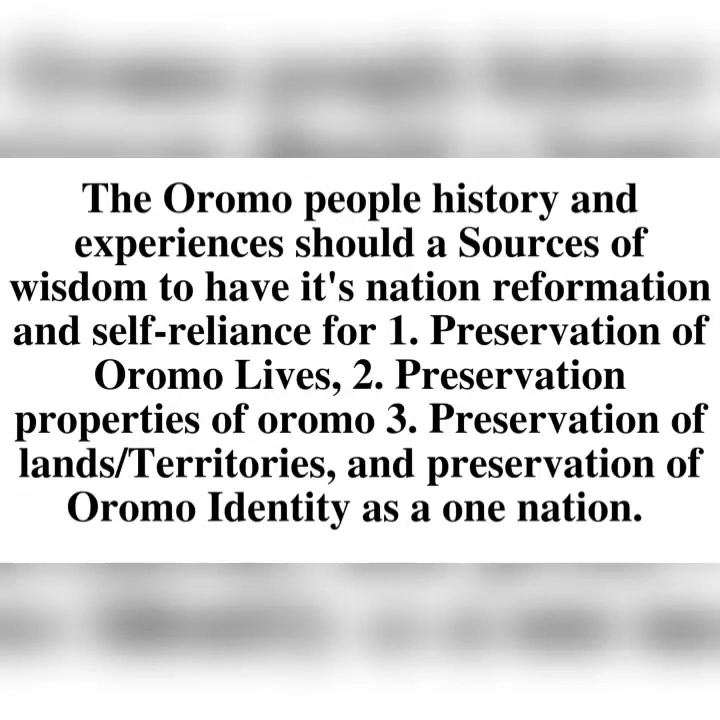 The Oromo people history and
experiences should a Sources of
wisdom to have it's nation reformation
and self-reliance for 1. Preservation of
Oromo Lives, 2. Preservation
properties of oromo 3. Preservation of
lands/Territories, and preservation of
Oromo Identity as a one nation.